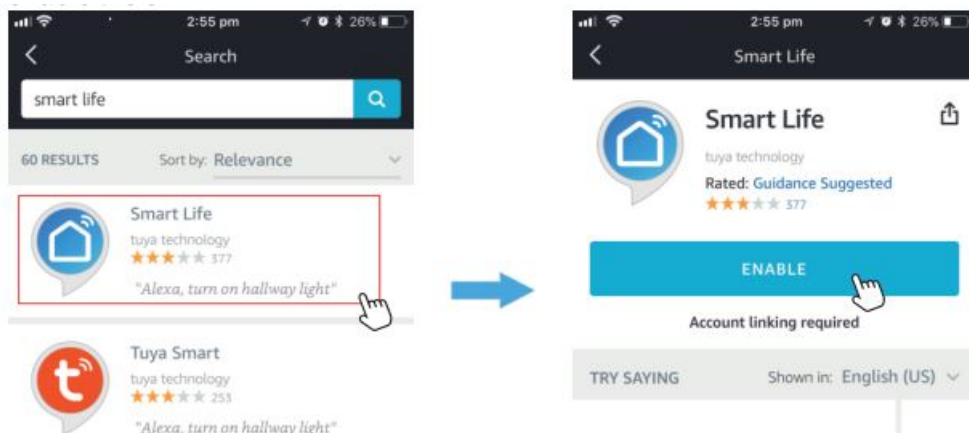 2:55 pm
26%
Search
smart life
60 RESULTS
Sort by: Relevance
Smart Life
tuya technology
377
"Alexa, turn on hallway light"
t
Tuya Smart
tuya technology
253
"Alexa, turn on hallway light"
2:55 pm
26%
Smart Life
Smart Life
tuya technology
Rated: Guidance Suggested
377
ENABLE
Account linking required
TRY SAYING
Shown in: English (US)